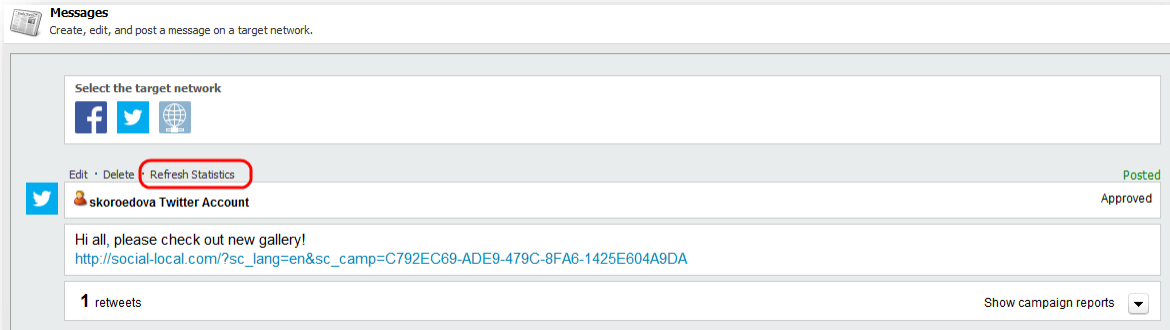 Messages
Create, edit, and post a message on a target network.
Select the target network
Edit · Delete · Refresh Statistics
Posted
skoroedova Twitter Account
Approved
Hi all, please check out new gallery!
http://social-local.com/?sc_lang=en&sc_camp=C792EC69-ADE9-479C-8FA6-1425E604A9DA
1 retweets
Show campaign reports